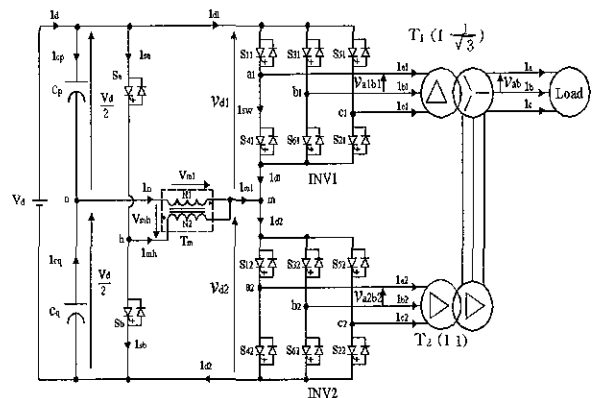 id
id1
T1 (1 1/√3)
icp
Cp
Vd/2
isa
Sa
Vd1
S11
S31
S51
a1
b1
c1
isw
Va1b1
ia1
ib1
ic1
Vab
ia
ib
ic
Load
S41
S61
S21
id1
INV1
Vm1
Vd
n
in
N1
im1
m
Vmh
N2
Tm
h
imh
id2
icq
Cq
Vd/2
Sb
isb
Vd2
S12
S32
S52
a2
b2
c2
Va2b2
ia2
ib2
ic2
T2 (1 1)
S42
S62
S22
id2
INV2